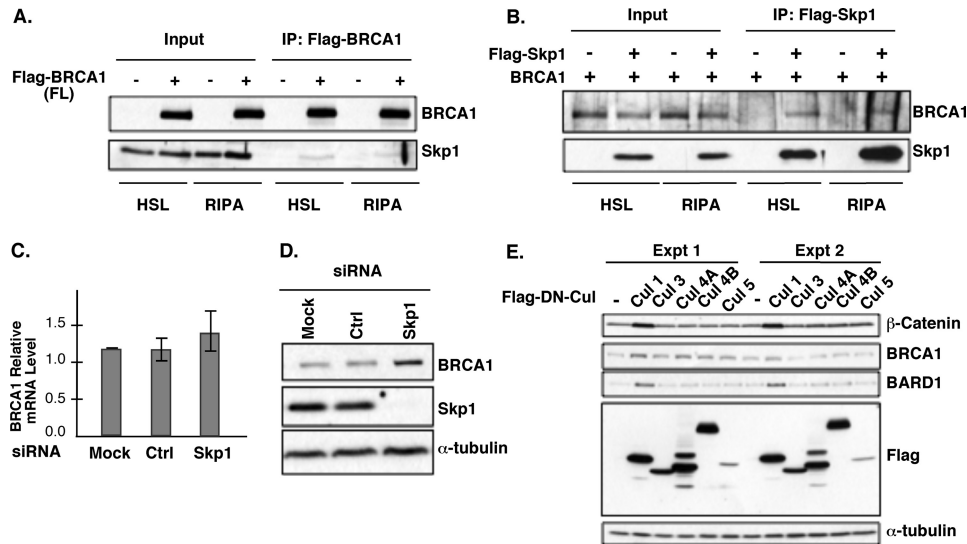 A.
Input IP: Flag-BRCA1
Flag-BRCA1 - + - + - + - +
(FL)
BRCA1
Skp1
HSL RIPA HSL RIPA
B.
Input IP: Flag-Skp1
Flag-Skp1 - + - + - + - +
BRCA1 + + + + + + + +
BRCA1
Skp1
HSL RIPA HSL RIPA
C.
BRCA1 Relative
mRNA Level
1.5
1.0
0.5
0.0
siRNA Mock Ctrl Skp1
D.
siRNA
Mock Ctrl Skp1
BRCA1
Skp1
α-tubulin
E.
Expt 1 Expt 2
Flag-DN-Cul - Cul 1 Cul 3 Cul 4A Cul 4B Cul 5 - Cul 1 Cul 3 Cul 4A Cul 4B Cul 5
β-Catenin
BRCA1
BARD1
Flag
α-tubulin